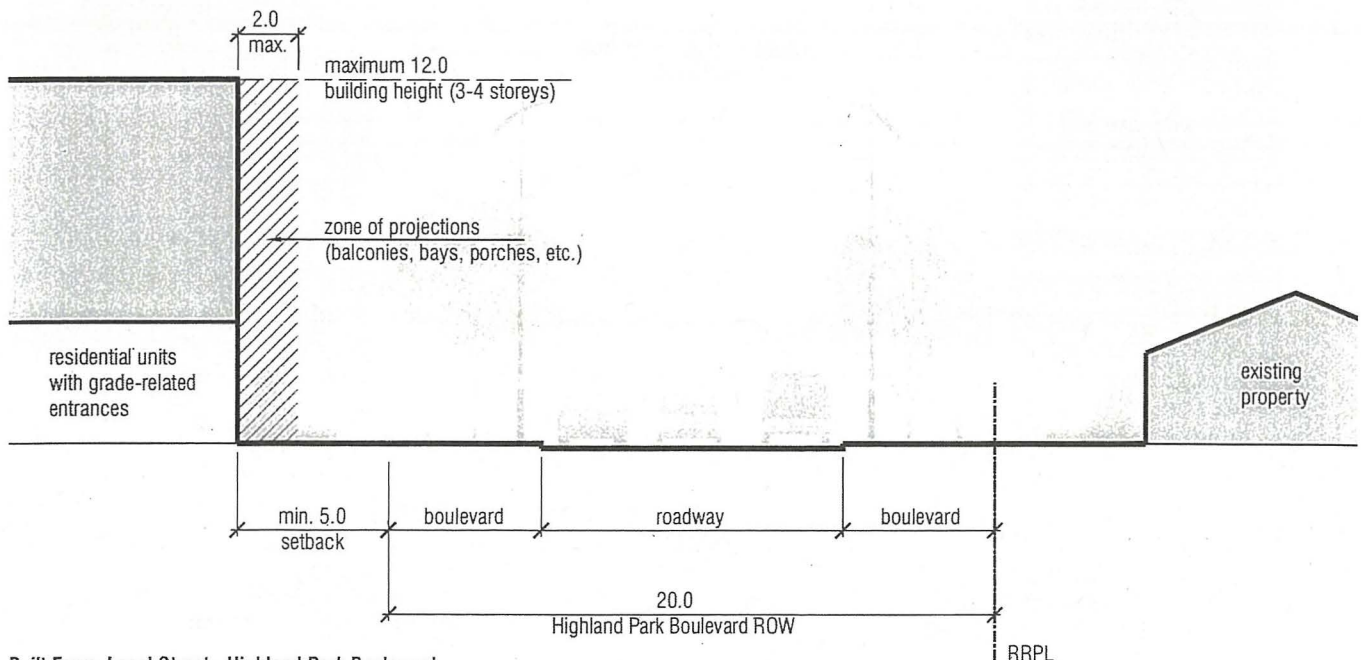 2.0
max.
maximum 12.0
building height (3-4 storeys)
zone of projections
(balconies, bays, porches, etc.)
residential units
with grade-related
entrances
existing
property
min. 5.0
setback
boulevard
roadway
boulevard
20.0
Highland Park Boulevard ROW
RRPL